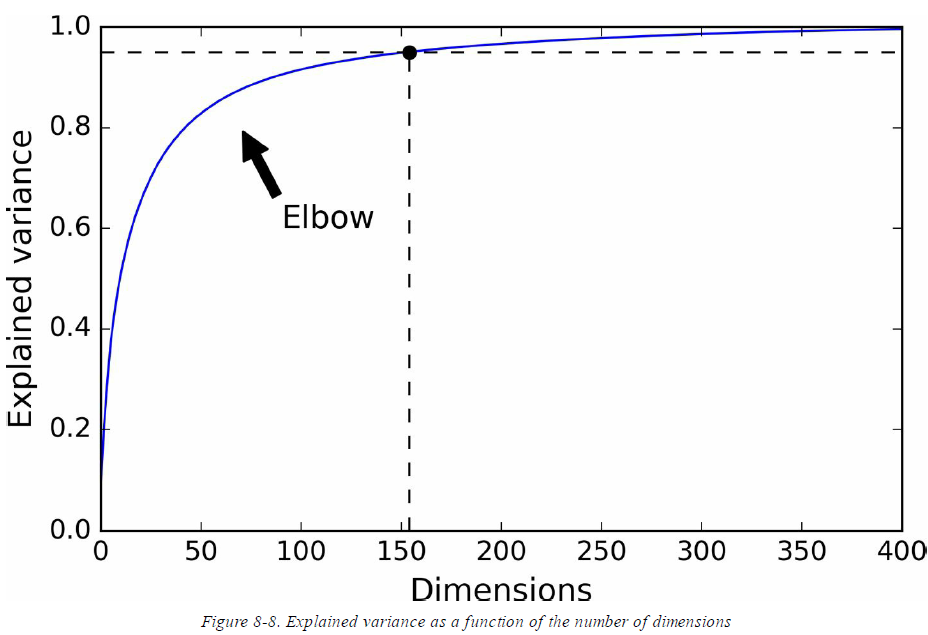 1.0
0.8
0.6
0.4
0.2
0.0
Explained variance
Elbow
0 50 100 150 200 250 300 350 400
Dimensions
Figure 8-8. Explained variance as a function of the number of dimensions